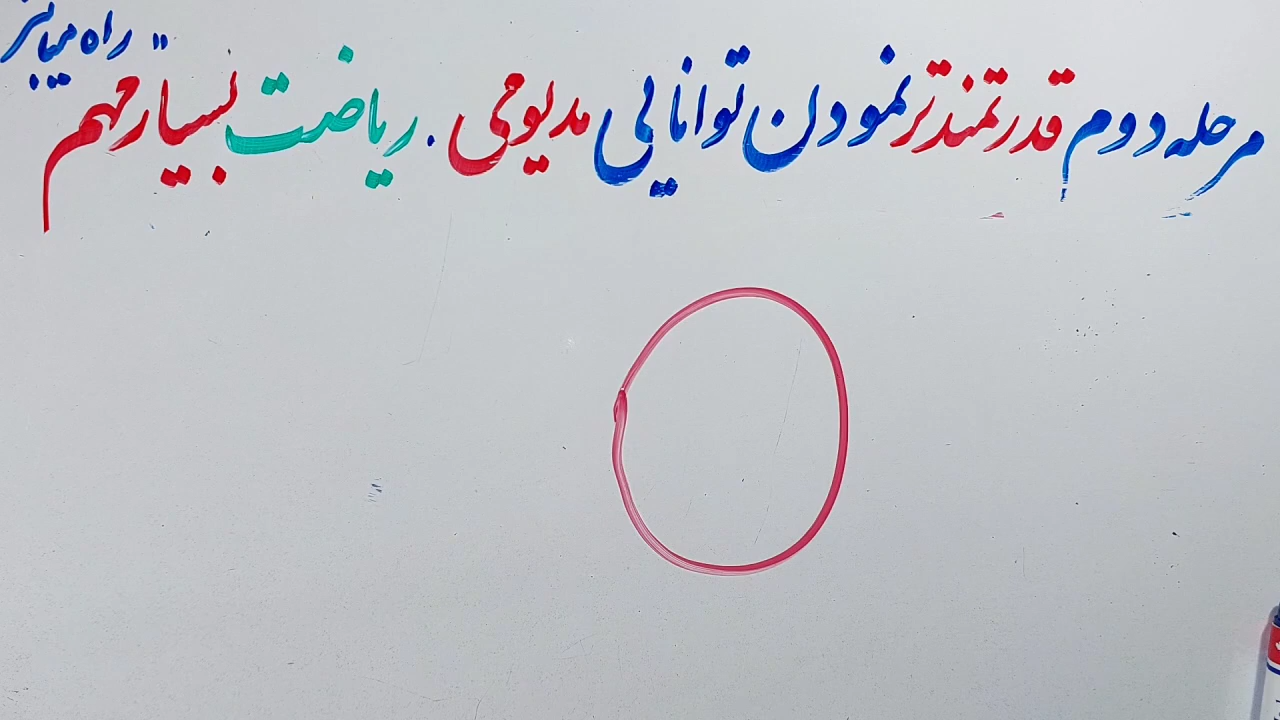 مرحله دوم قدرتمندتر نمودن توانایی مدیومی. ریاضت بسیار مهم
" راه میانبر